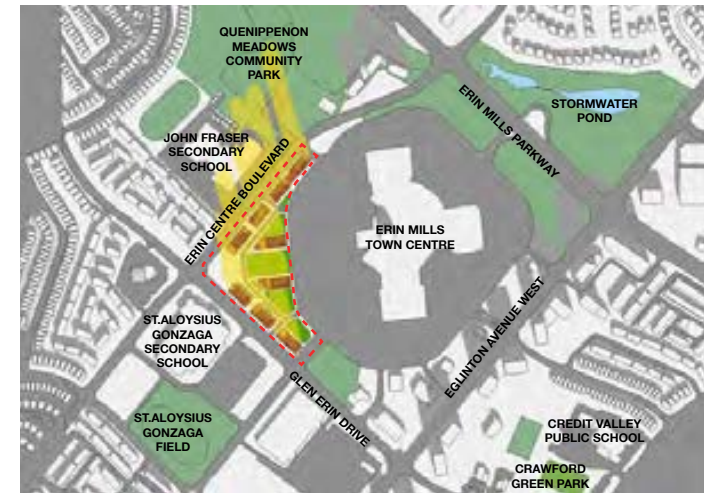 QUENIPPENON
MEADOWS
COMMUNITY
PARK
ERIN MILLS PARKWAY
STORMWATER
POND
JOHN FRASER
SECONDARY
SCHOOL
ERIN CENTRE BOULEVARD
ERIN MILLS
TOWN CENTRE
ST.ALOYSIUS
GONZAGA
SECONDARY
SCHOOL
EGLINTON AVENUE WEST
GLEN ERIN DRIVE
ST.ALOYSIUS
GONZAGA
FIELD
CREDIT VALLEY
PUBLIC SCHOOL
CRAWFORD
GREEN PARK